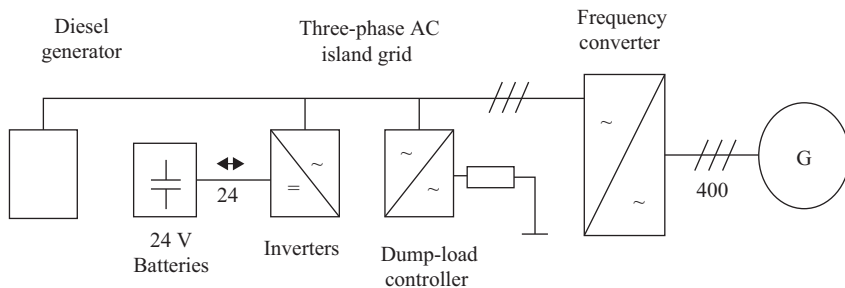 Diesel
generator
Three-phase AC
island grid
Frequency
converter
~
=
24
~
~
~
~
400
G
24 V
Batteries
Inverters
Dump-load
controller